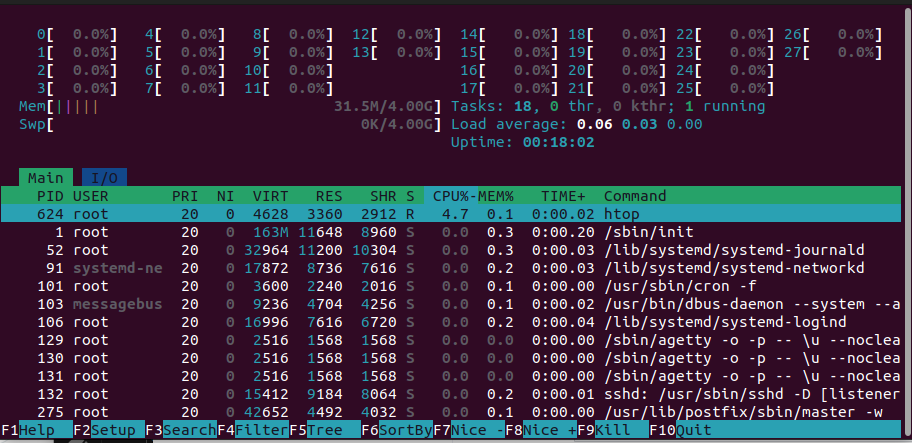 0[ 0.0%] 4[ 0.0%] 8[ 0.0%] 12[ 0.0%] 14[ 0.0%] 18[ 0.0%] 22[ 0.0%] 26[ 0.0%]
1[ 0.0%] 5[ 0.0%] 9[ 0.0%] 13[ 0.0%] 15[ 0.0%] 19[ 0.0%] 23[ 0.0%] 27[ 0.0%]
2[ 0.0%] 6[ 0.0%] 10[ 0.0%] 16[ 0.0%] 20[ 0.0%] 24[ 0.0%]
3[ 0.0%] 7[ 0.0%] 11[ 0.0%] 17[ 0.0%] 21[ 0.0%] 25[ 0.0%]
Mem[||||| 31.5M/4.00G] Tasks: 18, 0 thr, 0 kthr; 1 running
Swp[ 0K/4.00G] Load average: 0.06 0.03 0.00
Uptime: 00:18:02
Main I/O
PID USER PRI NI VIRT RES SHR S CPU%-MEM% TIME+ Command
624 root 20 0 4628 3360 2912 R 4.7 0.1 0:00.02 htop
1 root 20 0 163M 11648 8960 S 0.0 0.3 0:00.20 /sbin/init
52 root 20 0 32964 11200 10304 S 0.0 0.3 0:00.03 /lib/systemd/systemd-journald
91 systemd-ne 20 0 17872 8736 7616 S 0.0 0.2 0:00.03 /lib/systemd/systemd-networkd
101 root 20 0 3600 2240 2016 S 0.0 0.1 0:00.00 /usr/sbin/cron -f
103 messagebus 20 0 9236 4704 4256 S 0.0 0.1 0:00.02 /usr/bin/dbus-daemon --system --a
106 root 20 0 16996 7616 6720 S 0.0 0.2 0:00.04 /lib/systemd/systemd-logind
129 root 20 0 2516 1568 1568 S 0.0 0.0 0:00.00 /sbin/agetty -o -p -- \u --noclea
130 root 20 0 2516 1568 1568 S 0.0 0.0 0:00.00 /sbin/agetty -o -p -- \u --noclea
131 root 20 0 2516 1568 1568 S 0.0 0.0 0:00.00 /sbin/agetty -o -p -- \u --noclea
132 root 20 0 15412 9184 8064 S 0.0 0.2 0:00.01 sshd: /usr/sbin/sshd -D [listener
275 root 20 0 42652 4492 4032 S 0.0 0.1 0:00.00 /usr/lib/postfix/sbin/master -w
F1Help F2Setup F3SearchF4FilterF5Tree F6SortByF7Nice -F8Nice +F9Kill F10Quit